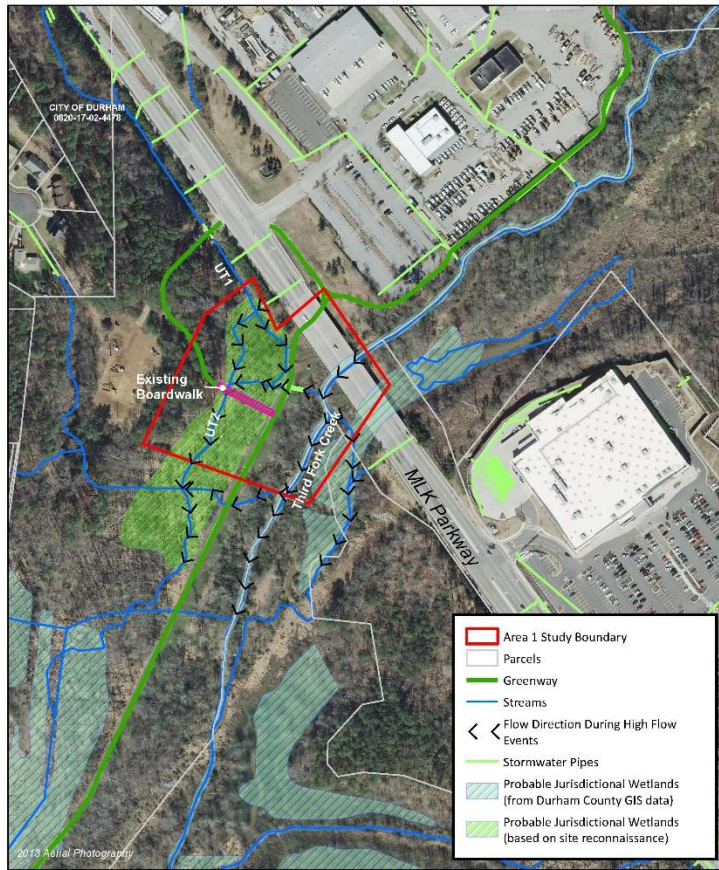 CITY OF DURHAM
0820-17-02-4478
UT1
Existing
Boardwalk
UT2
Third Fork Creek
MLK Parkway
Area 1 Study Boundary
Parcels
Greenway
Streams
Flow Direction During High Flow
Events
Stormwater Pipes
Probable Jurisdictional Wetlands
(from Durham County GIS data)
Probable Jurisdictional Wetlands
(based on site reconnaissance)
2013 Aerial Photography